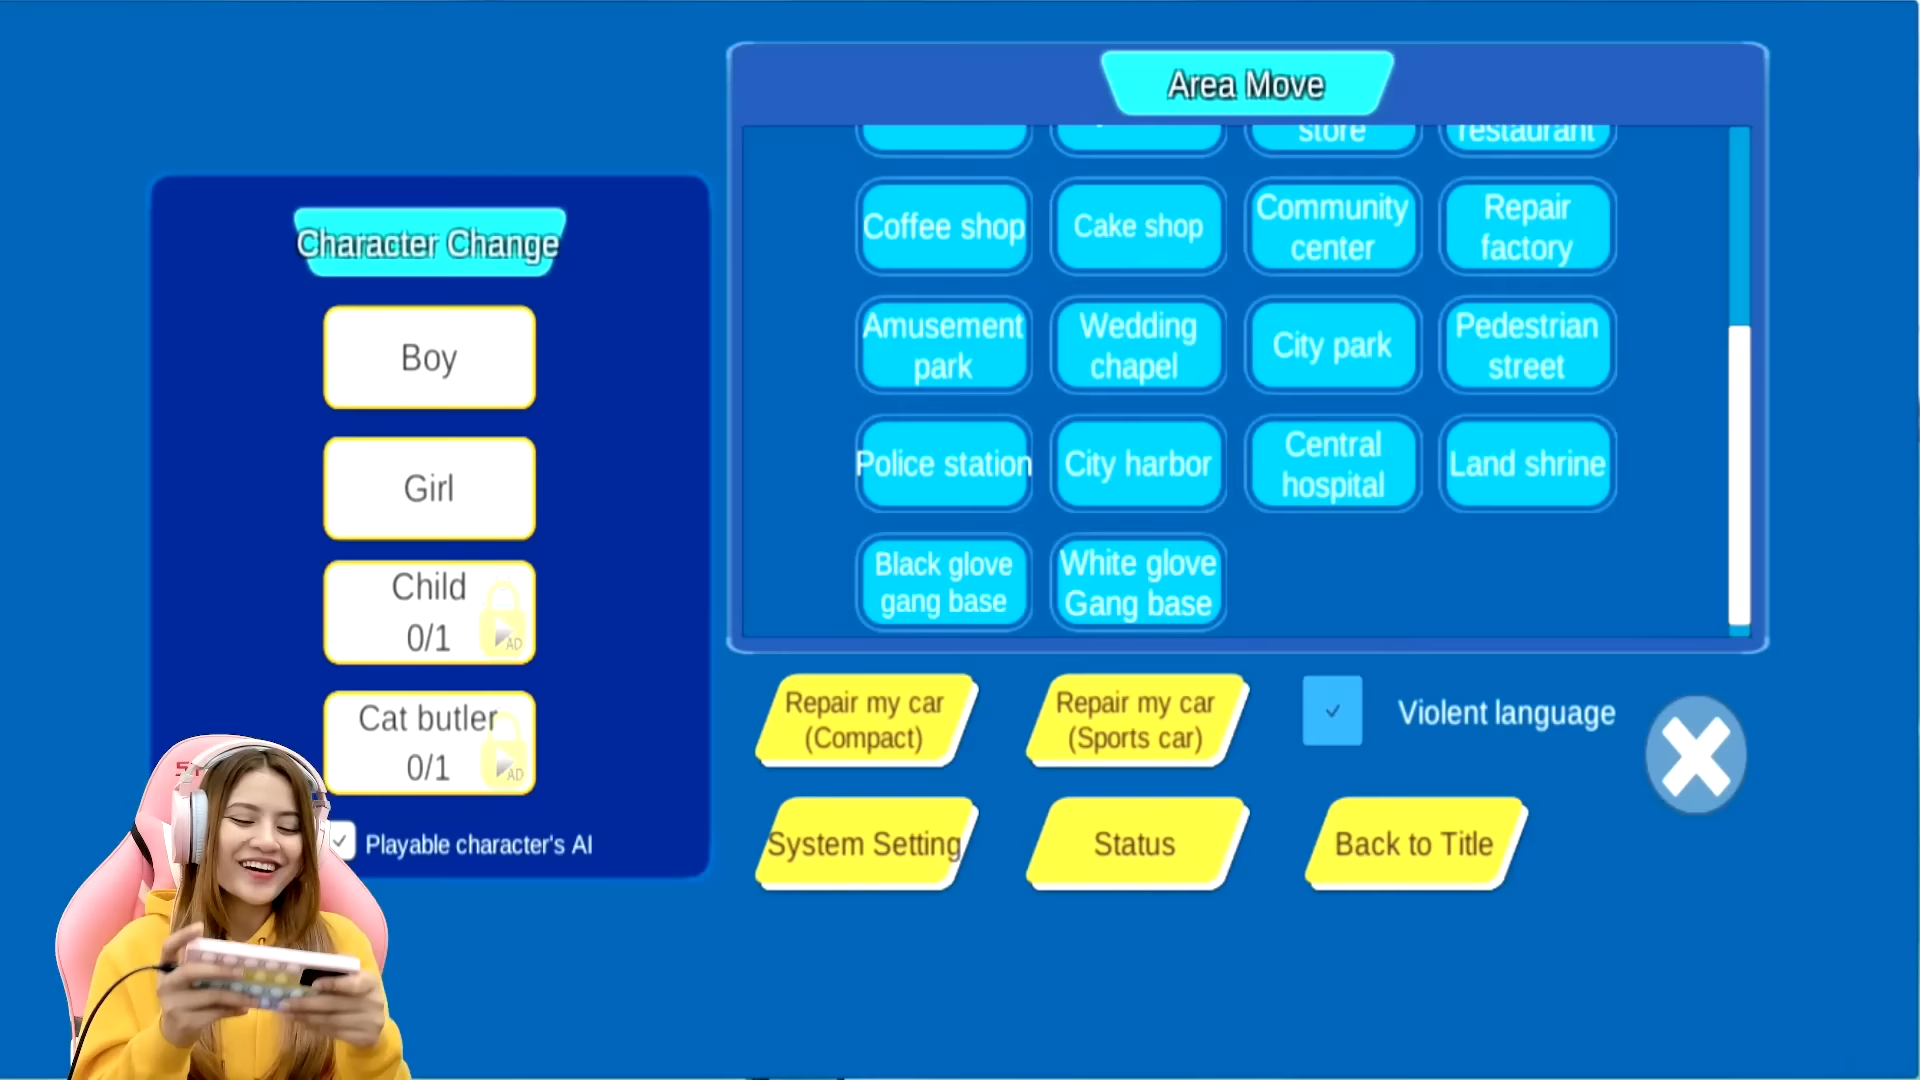 Area Move
store
restaurant
Coffee shop
Cake shop
Community
center
Repair
factory
Amusement
park
Wedding
chapel
City park
Pedestrian
street
Police station
City harbor
Central
hospital
Land shrine
Black glove
gang base
White glove
Gang base
Character Change
Boy
Girl
Child
0/1
AD
Cat butler
0/1
AD
Playable character's AI
Repair my car
(Compact)
Repair my car
(Sports car)
Violent language
System Setting
Status
Back to Title